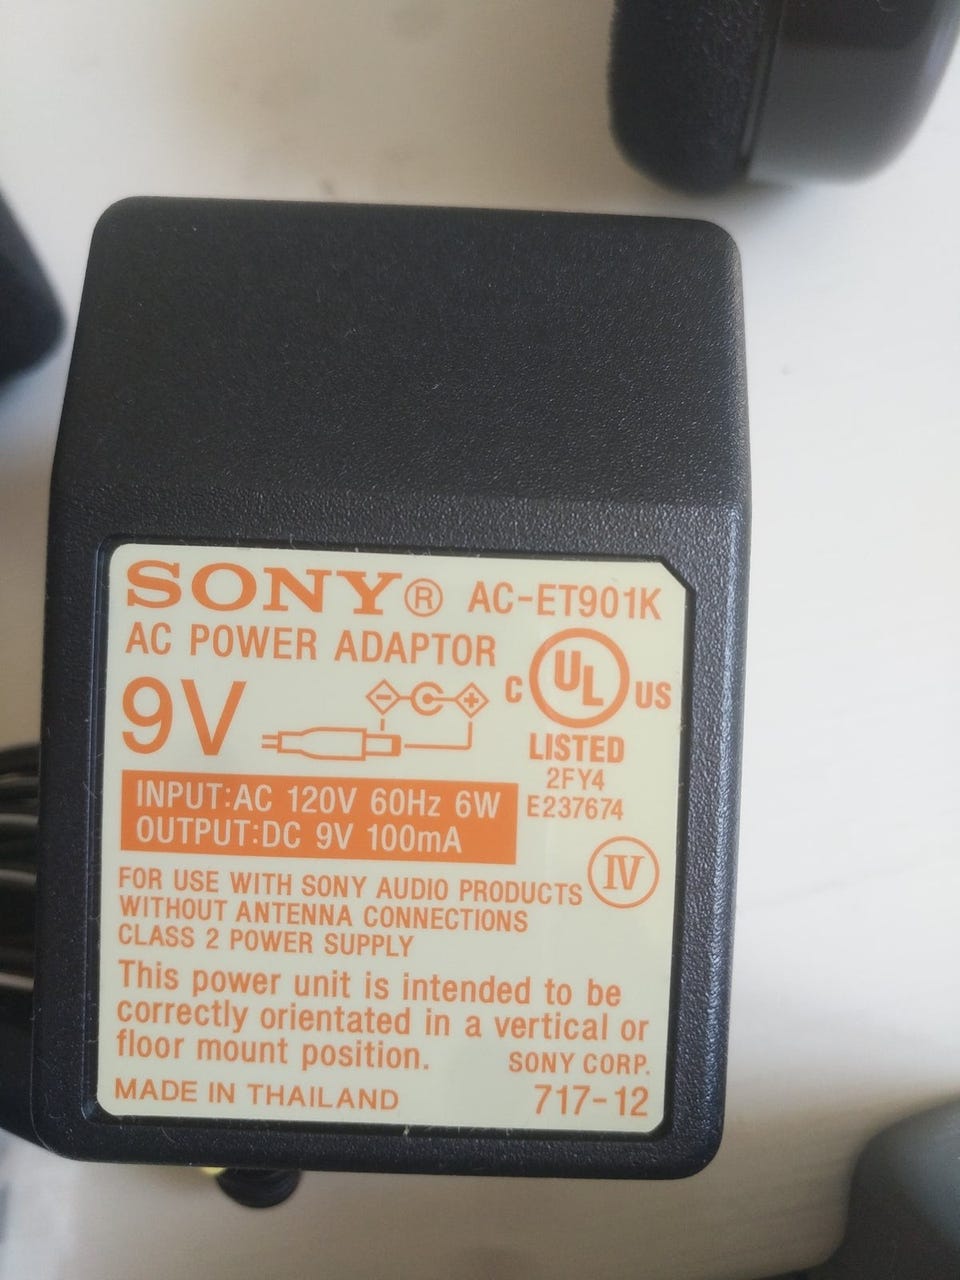 SONY® AC-ET901K
AC POWER ADAPTOR
9V
C UL US
LISTED
2FY4
E237674
INPUT:AC 120V 60Hz 6W
OUTPUT:DC 9V 100mA
IV
FOR USE WITH SONY AUDIO PRODUCTS
WITHOUT ANTENNA CONNECTIONS
CLASS 2 POWER SUPPLY
This power unit is intended to be
correctly orientated in a vertical or
floor mount position.
SONY CORP.
MADE IN THAILAND
717-12